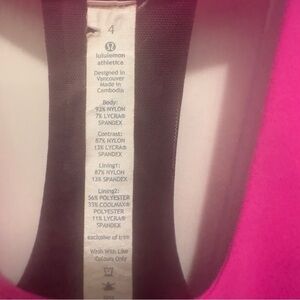 4
lululemon
athletica
Designed in
Vancouver
Made in
Cambodia
Body:
93% NYLON
7% LYCRA®
SPANDEX
Contrast:
87% NYLON
13% LYCRA®
SPANDEX
Lining1:
87% NYLON
13% SPANDEX
Lining2:
56% POLYESTER
33% COOLMAX®
POLYESTER
11% LYCRA®
SPANDEX
exclusive of trim
Wash With Like
Colours Only